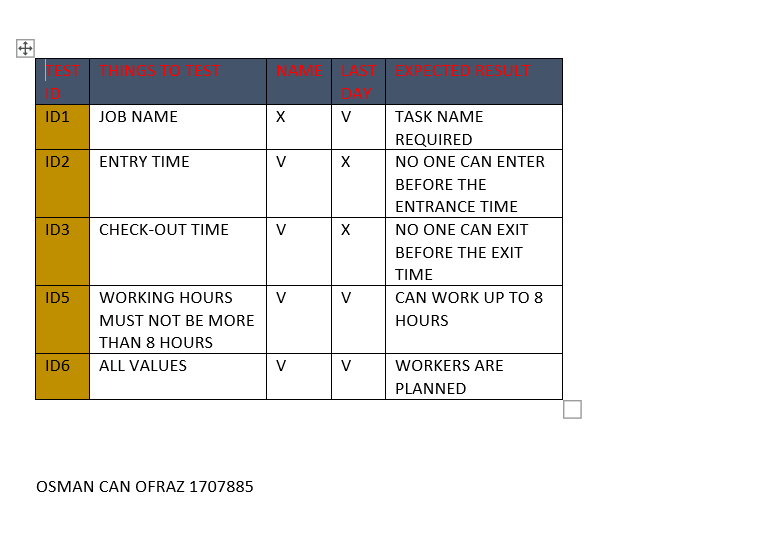 TEST ID THINGS TO TEST NAME LAST DAY EXPECTED RESULT
ID1 JOB NAME X V TASK NAME REQUIRED
ID2 ENTRY TIME V X NO ONE CAN ENTER BEFORE THE ENTRANCE TIME
ID3 CHECK-OUT TIME V X NO ONE CAN EXIT BEFORE THE EXIT TIME
ID5 WORKING HOURS MUST NOT BE MORE THAN 8 HOURS V V CAN WORK UP TO 8 HOURS
ID6 ALL VALUES V V WORKERS ARE PLANNED
OSMAN CAN OFRAZ 1707885